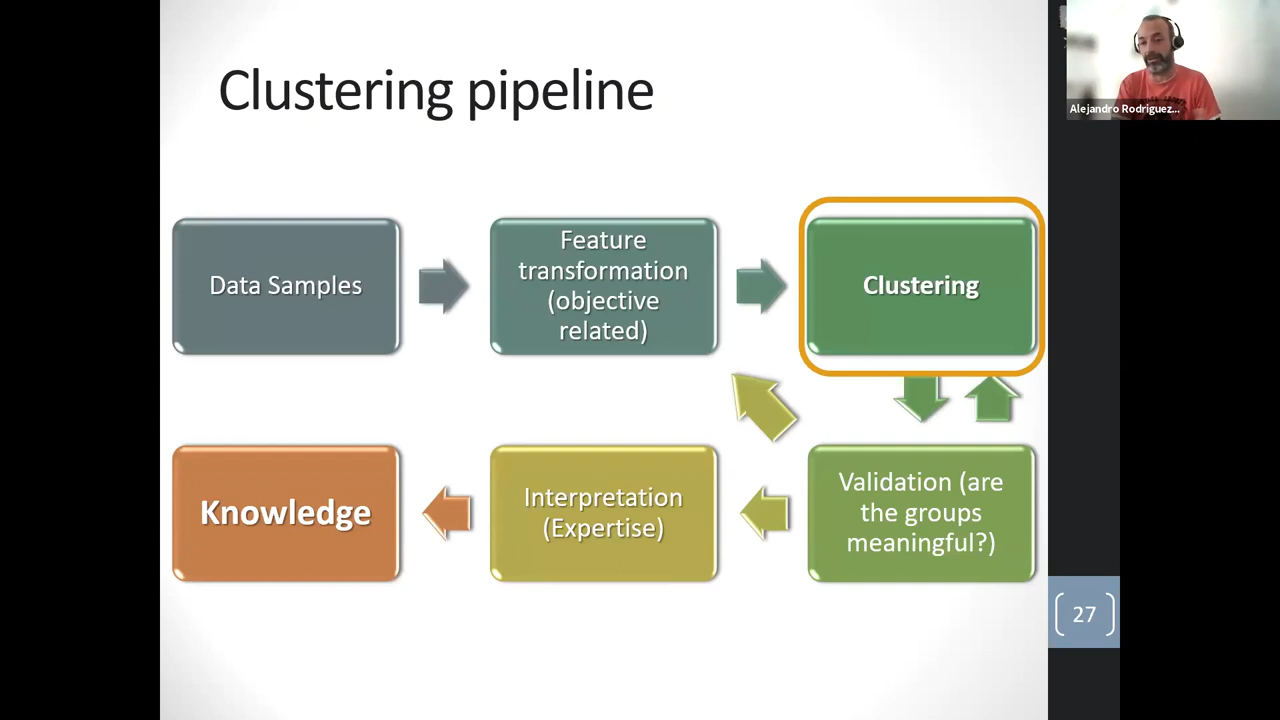 Clustering pipeline
Alejandro Rodriguez...
Data Samples
Feature
transformation
(objective
related)
Clustering
Knowledge
Interpretation
(Expertise)
Validation (are
the groups
meaningful?)
27